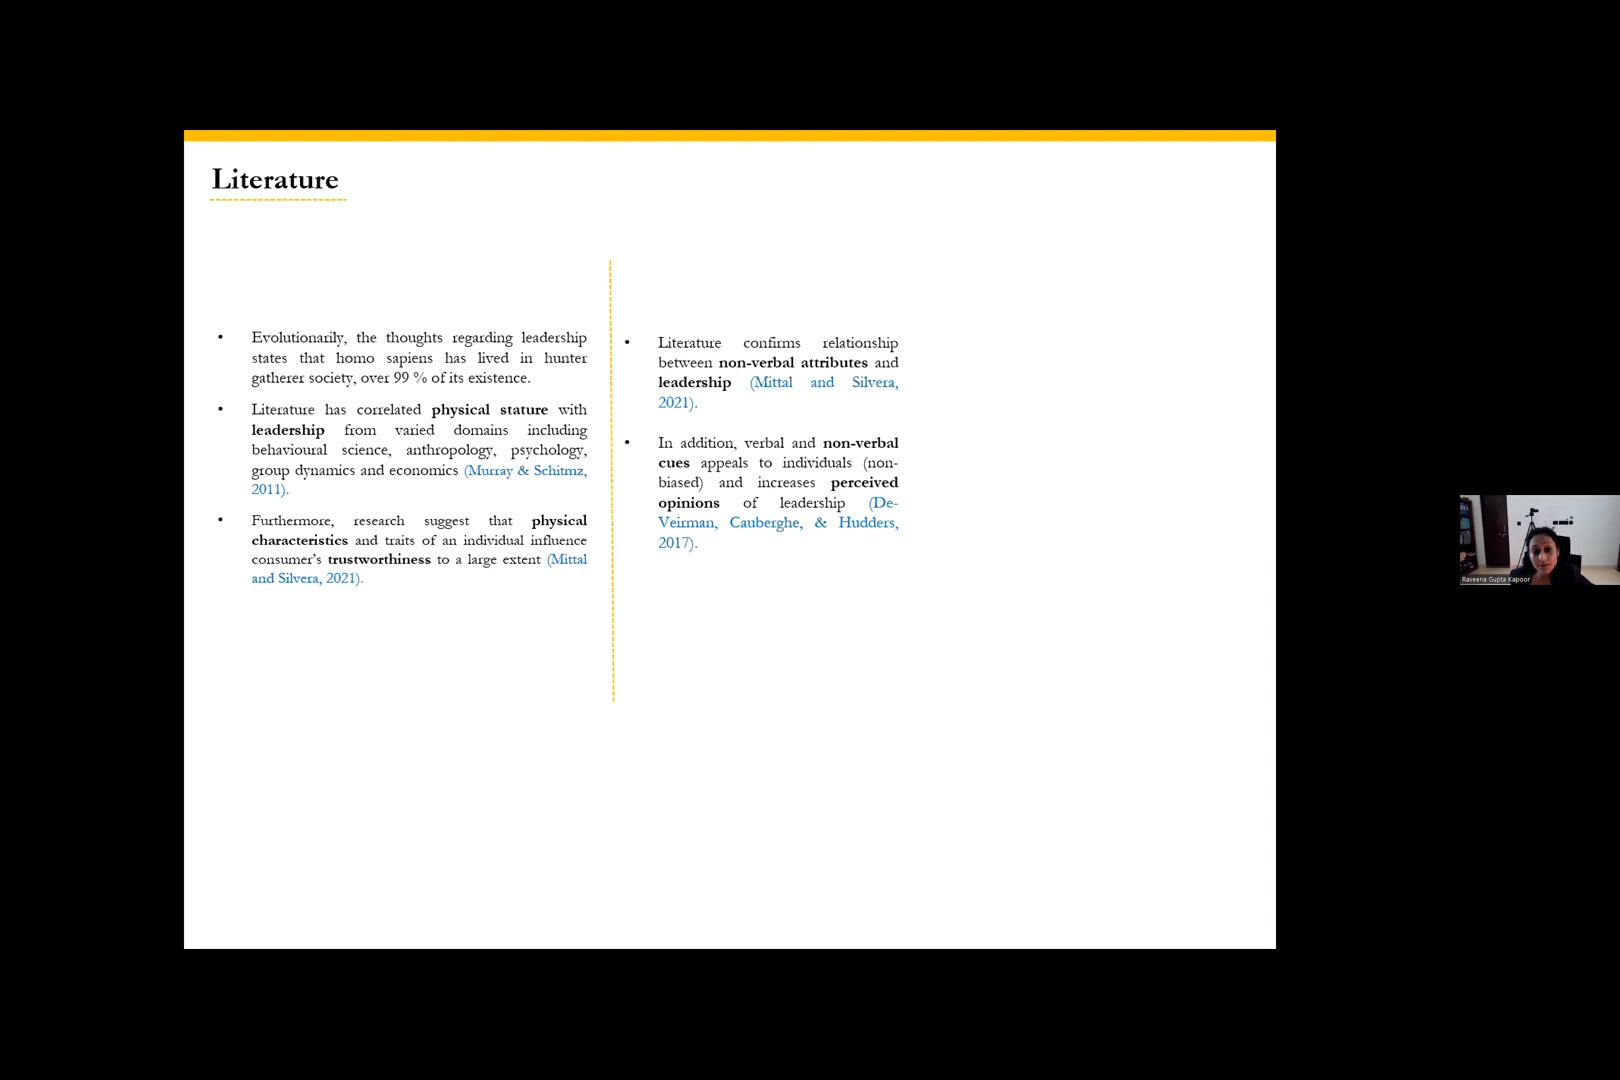 Literature
• Evolutionarily, the thoughts regarding leadership
states that homo sapiens has lived in hunter
gatherer society, over 99 % of its existence.
• Literature has correlated physical stature with
leadership from varied domains including
behavioural science, anthropology, psychology,
group dynamics and economics (Murray & Schitmz,
2011).
• Furthermore, research suggest that physical
characteristics and traits of an individual influence
consumer's trustworthiness to a large extent (Mittal
and Silvera, 2021).
• Literature confirms relationship
between non-verbal attributes and
leadership (Mittal and Silvera,
2021).
• In addition, verbal and non-verbal
cues appeals to individuals (non-
biased) and increases perceived
opinions of leadership (De-
Veirman, Cauberghe, & Hudders,
2017).
Raveena Gupta Kapoor